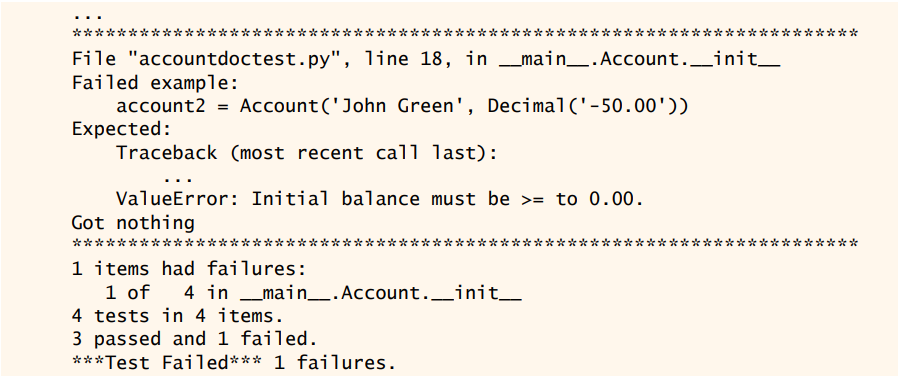 ...
**********************************************************************
File "accountdoctest.py", line 18, in __main__.Account.__init__
Failed example:
    account2 = Account('John Green', Decimal('-50.00'))
Expected:
    Traceback (most recent call last):
        ...
    ValueError: Initial balance must be >= to 0.00.
Got nothing
**********************************************************************
1 items had failures:
   1 of   4 in __main__.Account.__init__
4 tests in 4 items.
3 passed and 1 failed.
***Test Failed*** 1 failures.